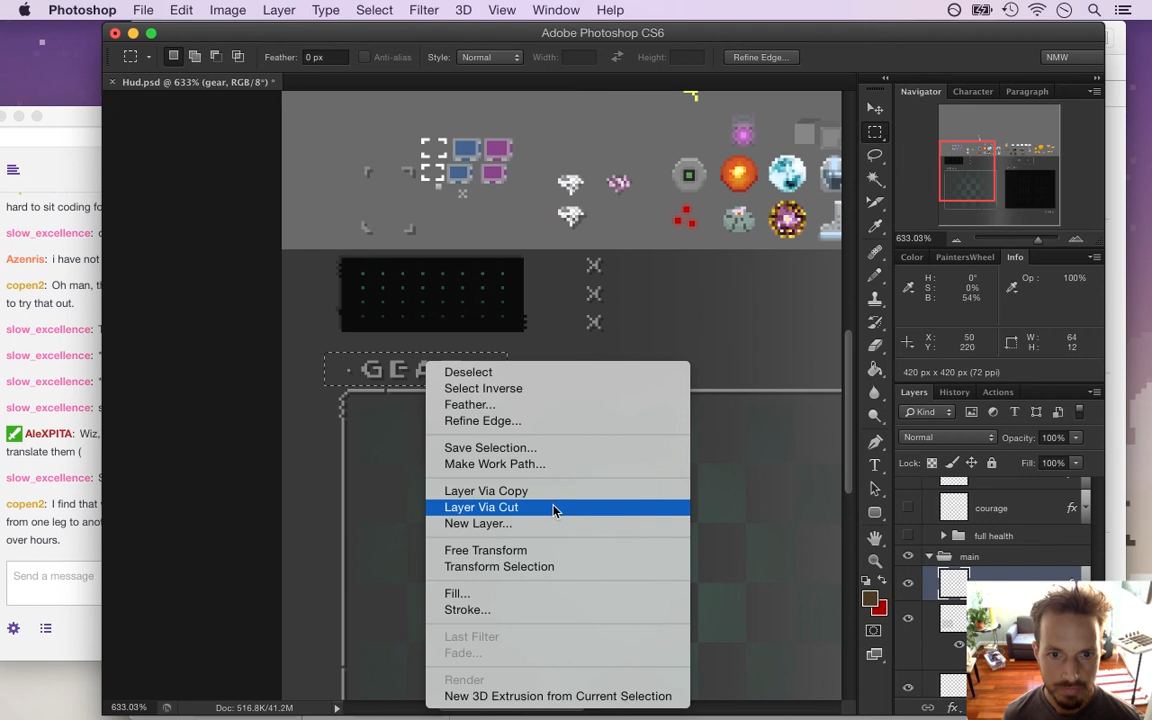 Photoshop File Edit Image Layer Type Select Filter 3D View Window Help
Adobe Photoshop CS6
Feather: 0 px Anti-alias Style: Normal Width: Height: Refine Edge... NMW
Hud.psd @ 633% (gear, RGB/8*) *
Navigator Character Paragraph
633.03%
Color PaintersWheel Info
H: 0°
S: 0%
B: 54%
Op: 100%
X: 50
Y: 220
W: 64
H: 12
420 px x 420 px (72 ppi)
Layers History Actions
Kind
Normal Opacity: 100%
Lock: Fill: 100%
courage fx
full health
main
GEA
Deselect
Select Inverse
Feather...
Refine Edge...
Save Selection...
Make Work Path...
Layer Via Copy
Layer Via Cut
New Layer...
Free Transform
Transform Selection
Fill...
Stroke...
Last Filter
Fade...
Render
New 3D Extrusion from Current Selection
hard to sit coding fo
slow_excellence:
Azenris: i have not
copen2: Oh man, th
to try that out.
slow_excellence: T
slow_excellence: *
slow_excellence: *
slow_excellence: s
AleXPITA: Wiz,
translate them (
slow_excellence: S
copen2: I find that
from one leg to anot
over hours.
Send a message
633.03% Doc: 516.8K/41.2M
fx